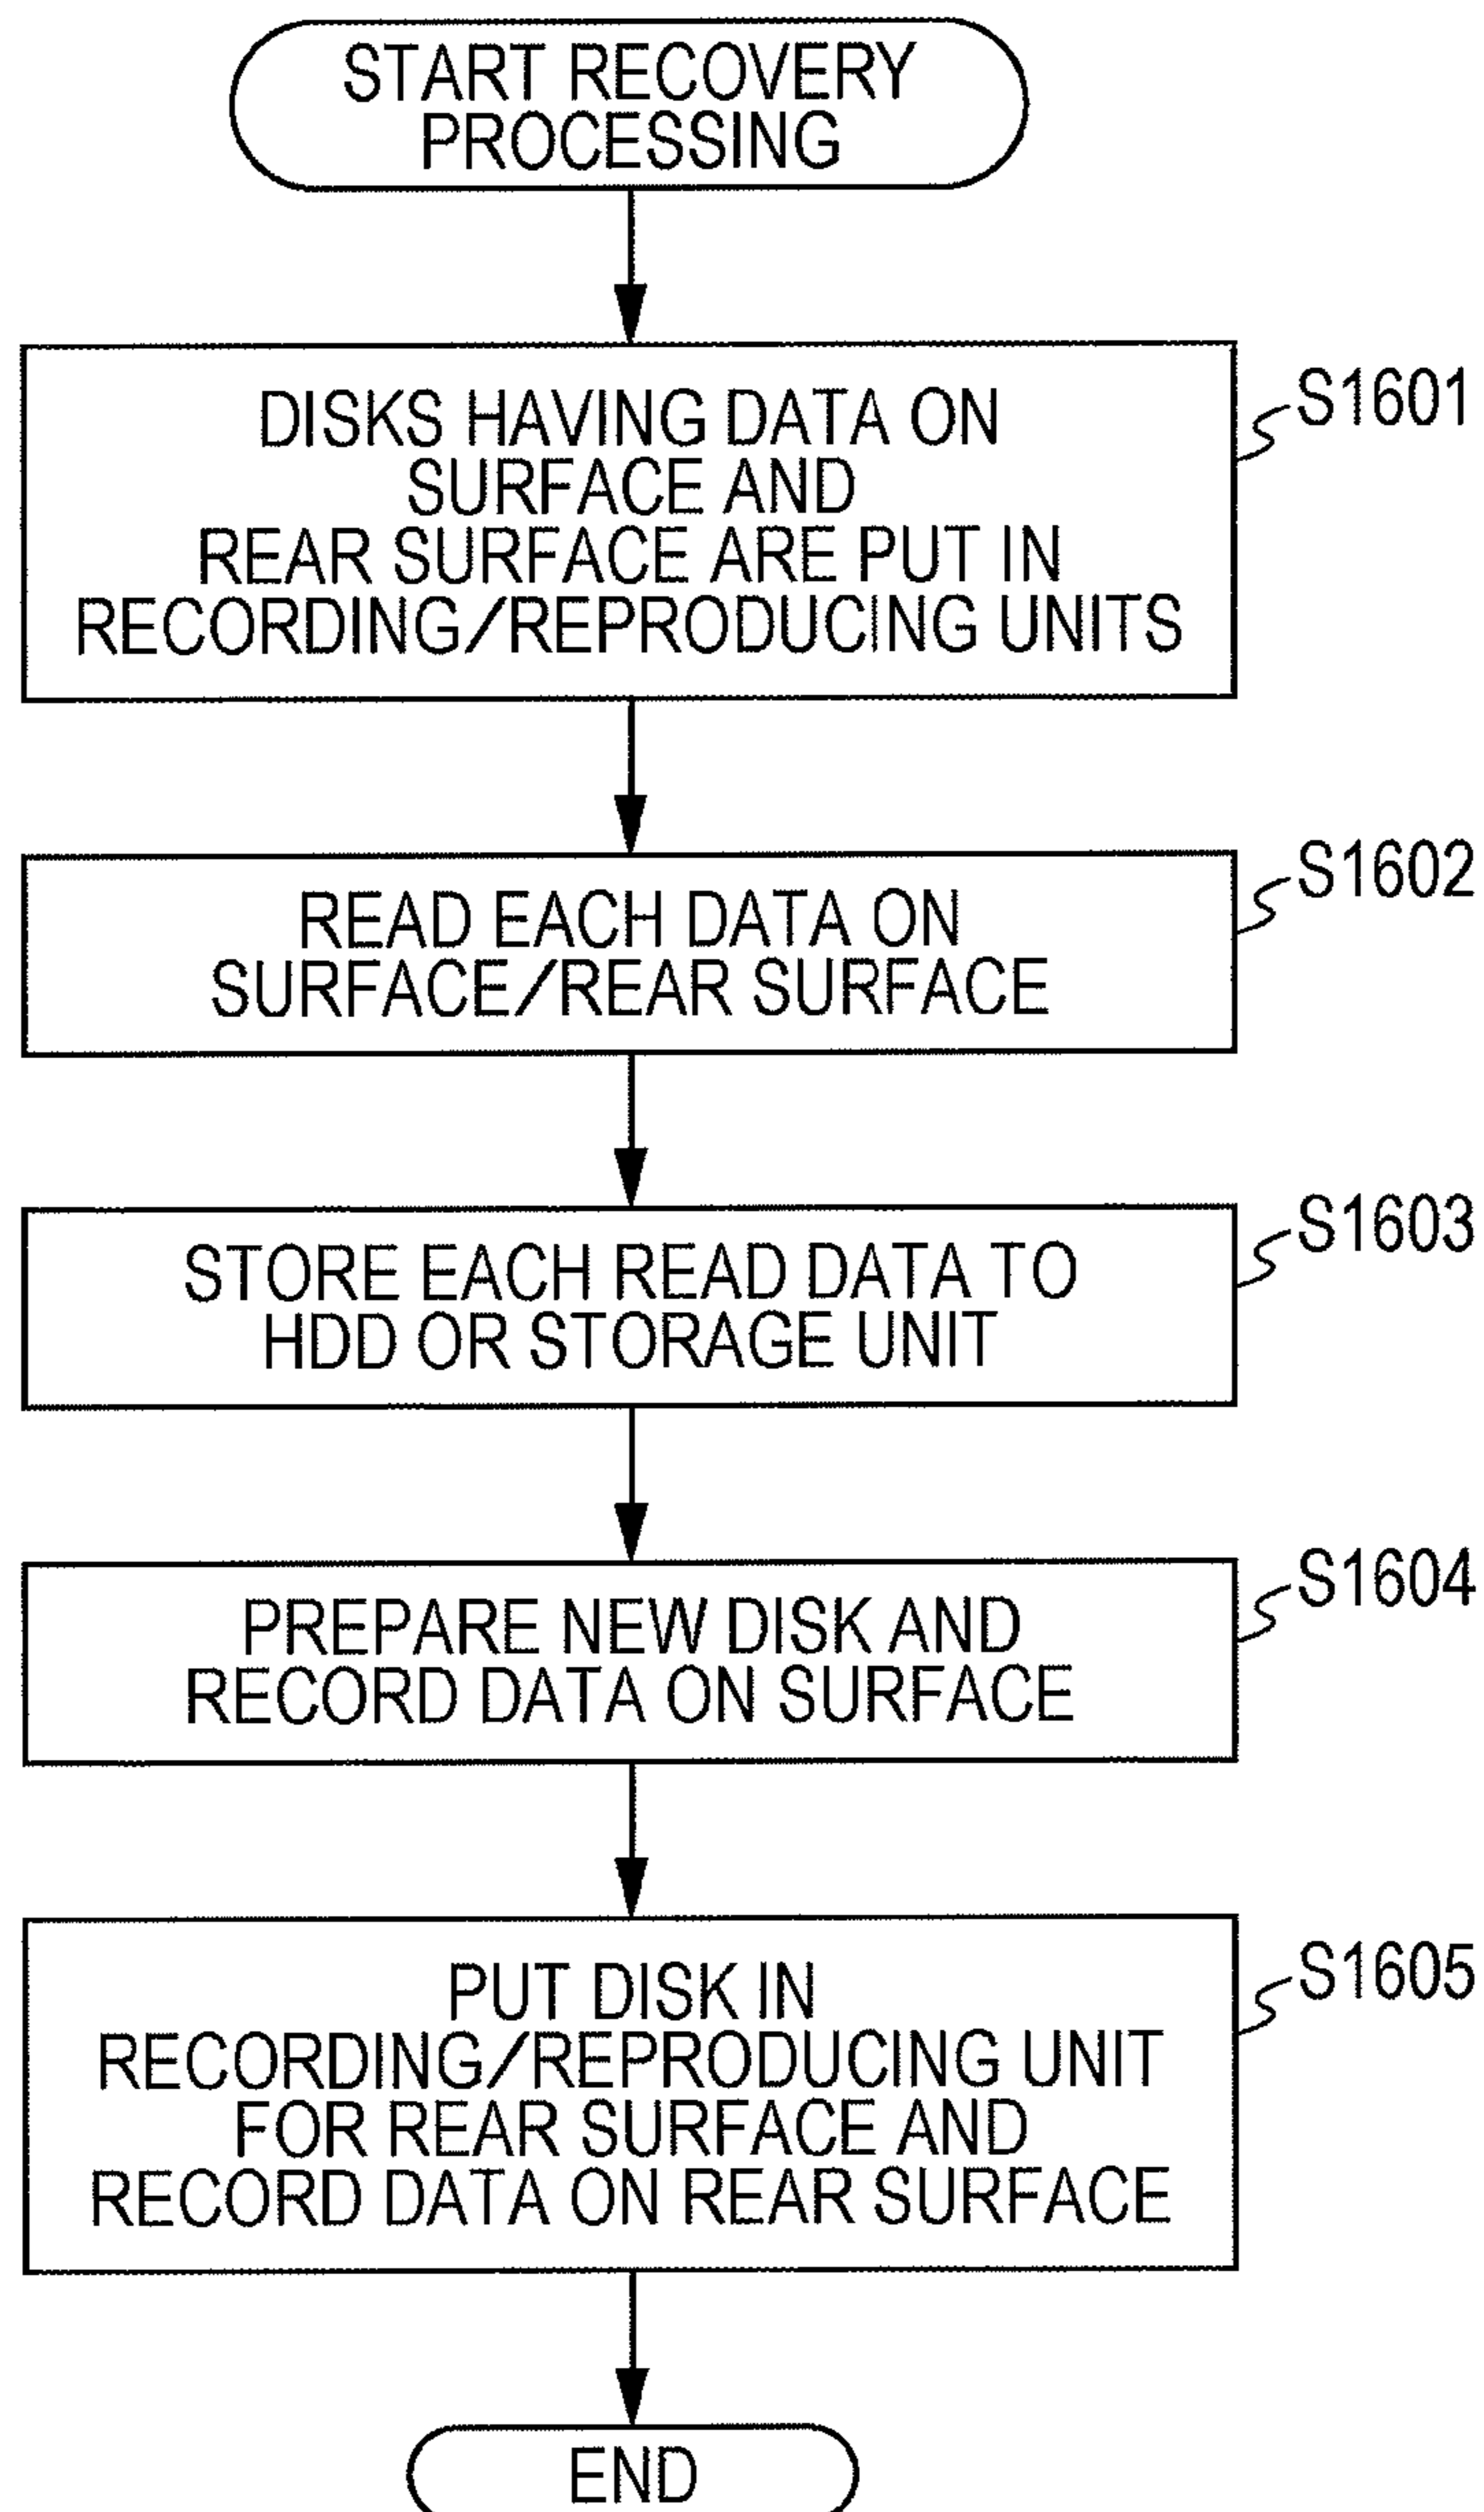 START RECOVERY
PROCESSING
DISKS HAVING DATA ON
SURFACE AND
REAR SURFACE ARE PUT IN
RECORDING/REPRODUCING UNITS
S1601
READ EACH DATA ON
SURFACE/REAR SURFACE
S1602
STORE EACH READ DATA TO
HDD OR STORAGE UNIT
S1603
PREPARE NEW DISK AND
RECORD DATA ON SURFACE
S1604
PUT DISK IN
RECORDING/REPRODUCING UNIT
FOR REAR SURFACE AND
RECORD DATA ON REAR SURFACE
S1605
END